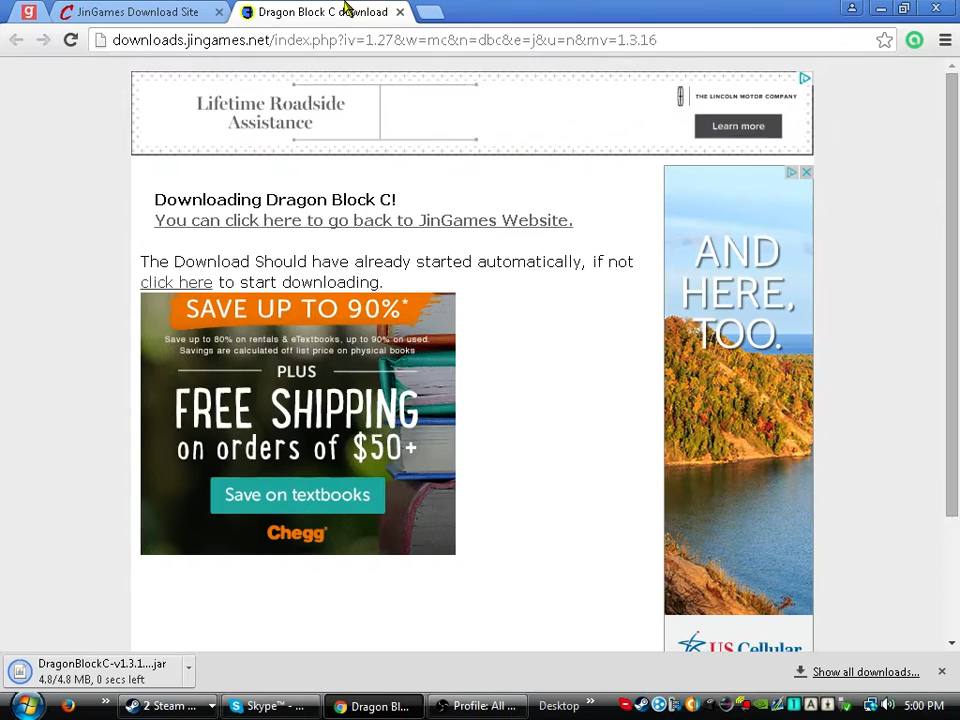 g
JinGames Download Site
Dragon Block C download
downloads.jingames.net/index.php?iv=1.27&w=mc&n=dbc&e=j&u=n&mv=1.3.16
Lifetime Roadside
Assistance
THE LINCOLN MOTOR COMPANY
Learn more
Downloading Dragon Block C!
You can click here to go back to JinGames Website.
The Download Should have already started automatically, if not
click here to start downloading.
SAVE UP TO 90%*
Save up to 80% on rentals & eTextbooks, up to 90% on used.
Savings are calculated off list price on physical books
PLUS
FREE SHIPPING
on orders of $50+
Save on textbooks
Chegg
AND
HERE,
TOO.
US Cellular
DragonBlockC-v1.3.1....jar
4.8/4.8 MB, 0 secs left
Show all downloads...
2 Steam ...
Skype™ - ...
Dragon Bl...
Profile: All ...
Desktop
5:00 PM